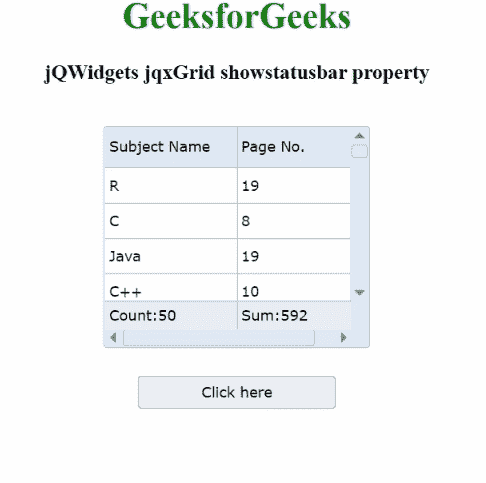 GeeksforGeeks
jQWidgets jqxGrid showstatusbar property
Subject Name Page No.
R 19
C 8
Java 19
C++ 10
Count:50 Sum:592
Click here